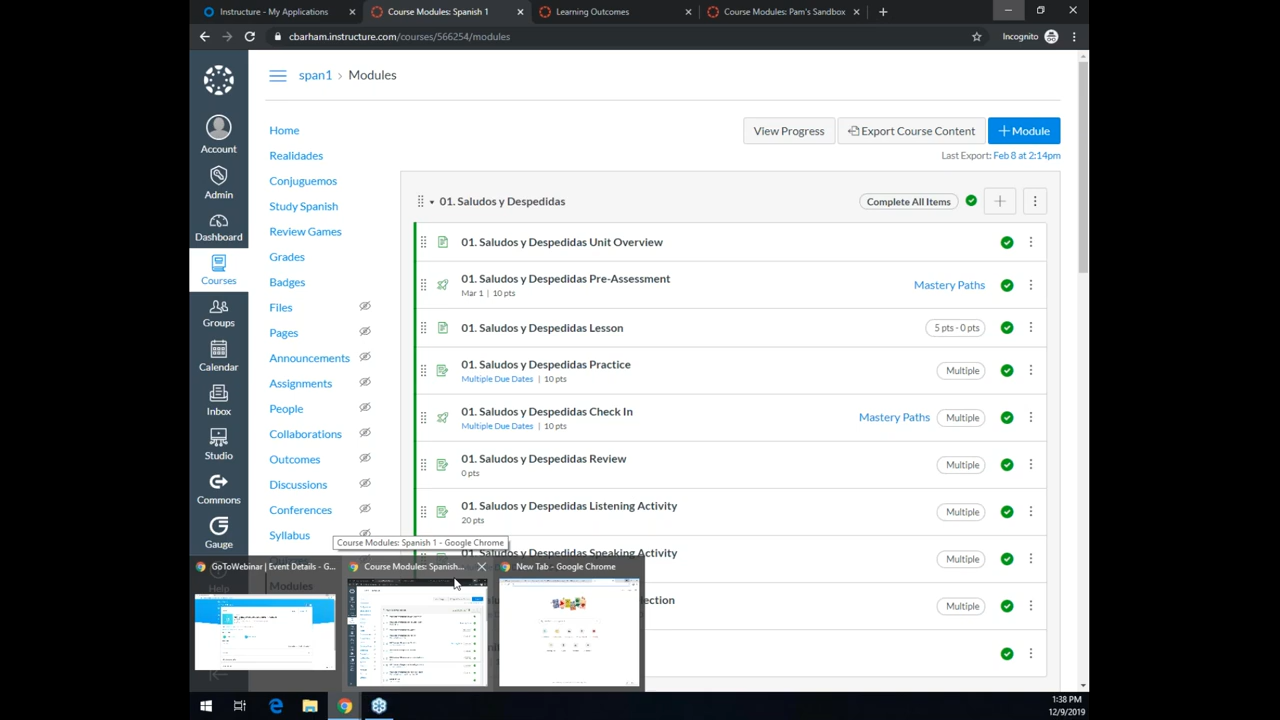 Instructure - My Applications
Course Modules: Spanish 1
Learning Outcomes
Course Modules: Pam's Sandbox
cbarham.instructure.com/courses/566254/modules
Incognito
span1 › Modules
Account
Admin
Dashboard
Courses
Groups
Calendar
Inbox
Studio
Commons
Gauge
Help
Home
Realidades
Conjuguemos
Study Spanish
Review Games
Grades
Badges
Files
Pages
Announcements
Assignments
People
Collaborations
Outcomes
Discussions
Conferences
Syllabus
Modules
View Progress
Export Course Content
+ Module
Last Export: Feb 8 at 2:14pm
01. Saludos y Despedidas
Complete All Items
01. Saludos y Despedidas Unit Overview
01. Saludos y Despedidas Pre-Assessment
Mar 1 | 10 pts
Mastery Paths
01. Saludos y Despedidas Lesson
5 pts - 0 pts
01. Saludos y Despedidas Practice
Multiple Due Dates | 10 pts
Multiple
01. Saludos y Despedidas Check In
Multiple Due Dates | 10 pts
Mastery Paths
Multiple
01. Saludos y Despedidas Review
0 pts
Multiple
01. Saludos y Despedidas Listening Activity
20 pts
Multiple
Speaking Activity
Multiple
Multiple
Course Modules: Spanish 1 - Google Chrome
GoToWebinar | Event Details - G...
Course Modules: Spanish...
New Tab - Google Chrome
1:38 PM
12/9/2019